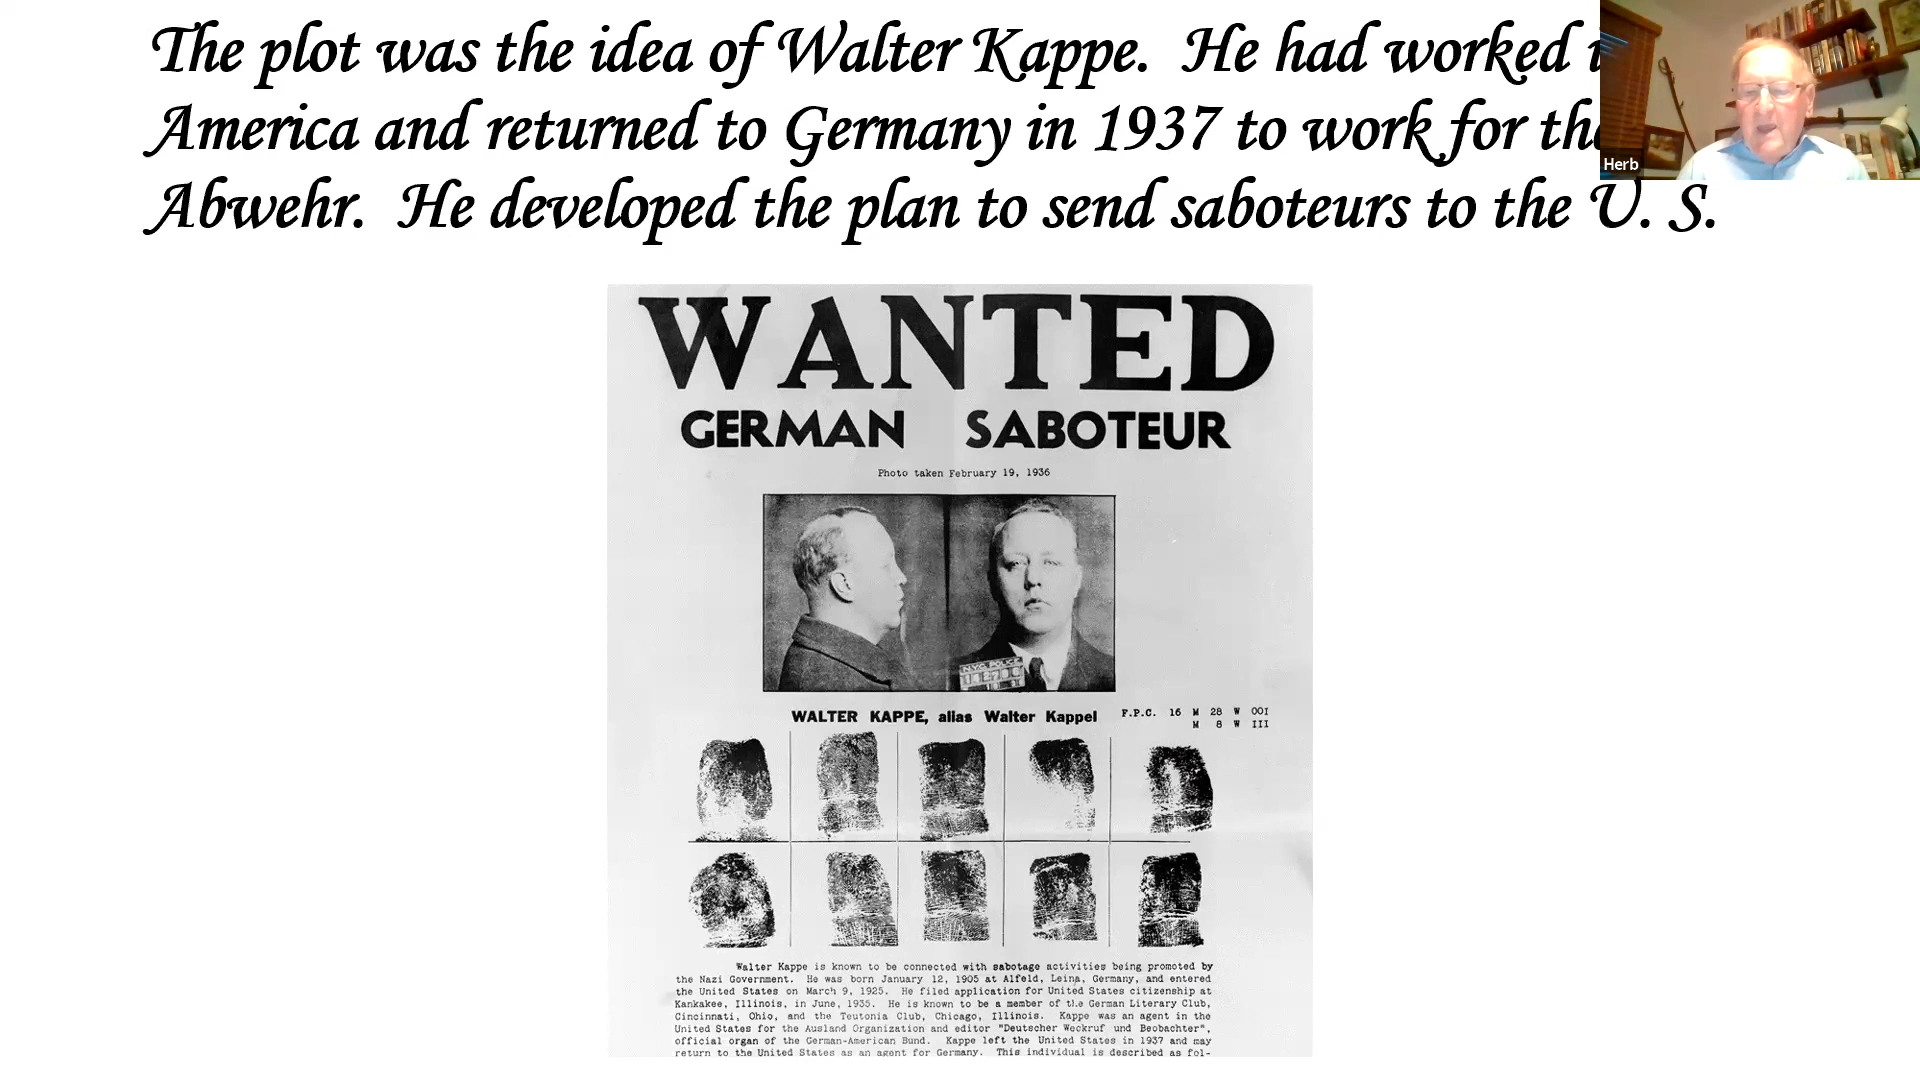 The plot was the idea of Walter Kappe. He had worked
America and returned to Germany in 1937 to work for the
Herb
Abwehr. He developed the plan to send saboteurs to the U. S.
WANTED
GERMAN SABOTEUR
Photo taken February 19, 1936
N.Y.C. POLICE
WALTER KAPPE, alias Walter Kappel
F.P.C. 16 M 28 W OOI
M 8 W III
Walter Kappe is known to be connected with sabotage activities being promoted by
the Nazi Government. He was born January 12, 1905 at Alfeld, Leina, Germany, and entered
the United States on March 9, 1925. He filed application for United States citizenship at
Kankakee, Illinois, in June, 1935. He is known to be a member of the German Literary Club,
Cincinnati, Ohio, and the Teutonia Club, Chicago, Illinois. Kappe was an agent in the
United States for the Ausland Organization and editor "Deutscher Weckruf und Beobachter",
official organ of the German-American Bund. Kappe left the United States in 1937 and may
return to the United States as an agent for Germany. This individual is described as fol-